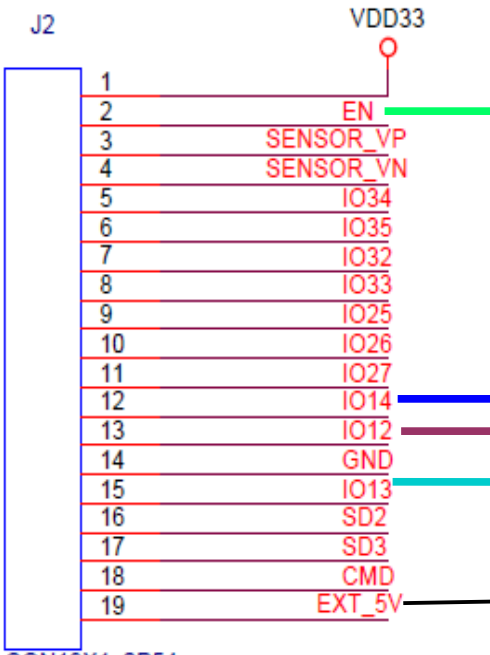 J2
VDD33
1
2 EN
3 SENSOR_VP
4 SENSOR_VN
5 IO34
6 IO35
7 IO32
8 IO33
9 IO25
10 IO26
11 IO27
12 IO14
13 IO12
14 GND
15 IO13
16 SD2
17 SD3
18 CMD
19 EXT_5V